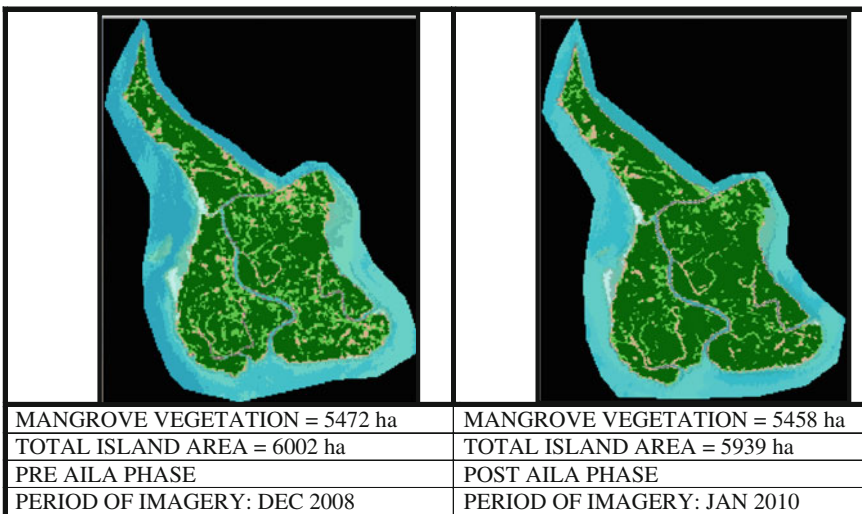 MANGROVE VEGETATION = 5472 ha
MANGROVE VEGETATION = 5458 ha
TOTAL ISLAND AREA = 6002 ha
TOTAL ISLAND AREA = 5939 ha
PRE AILA PHASE
POST AILA PHASE
PERIOD OF IMAGERY: DEC 2008
PERIOD OF IMAGERY: JAN 2010